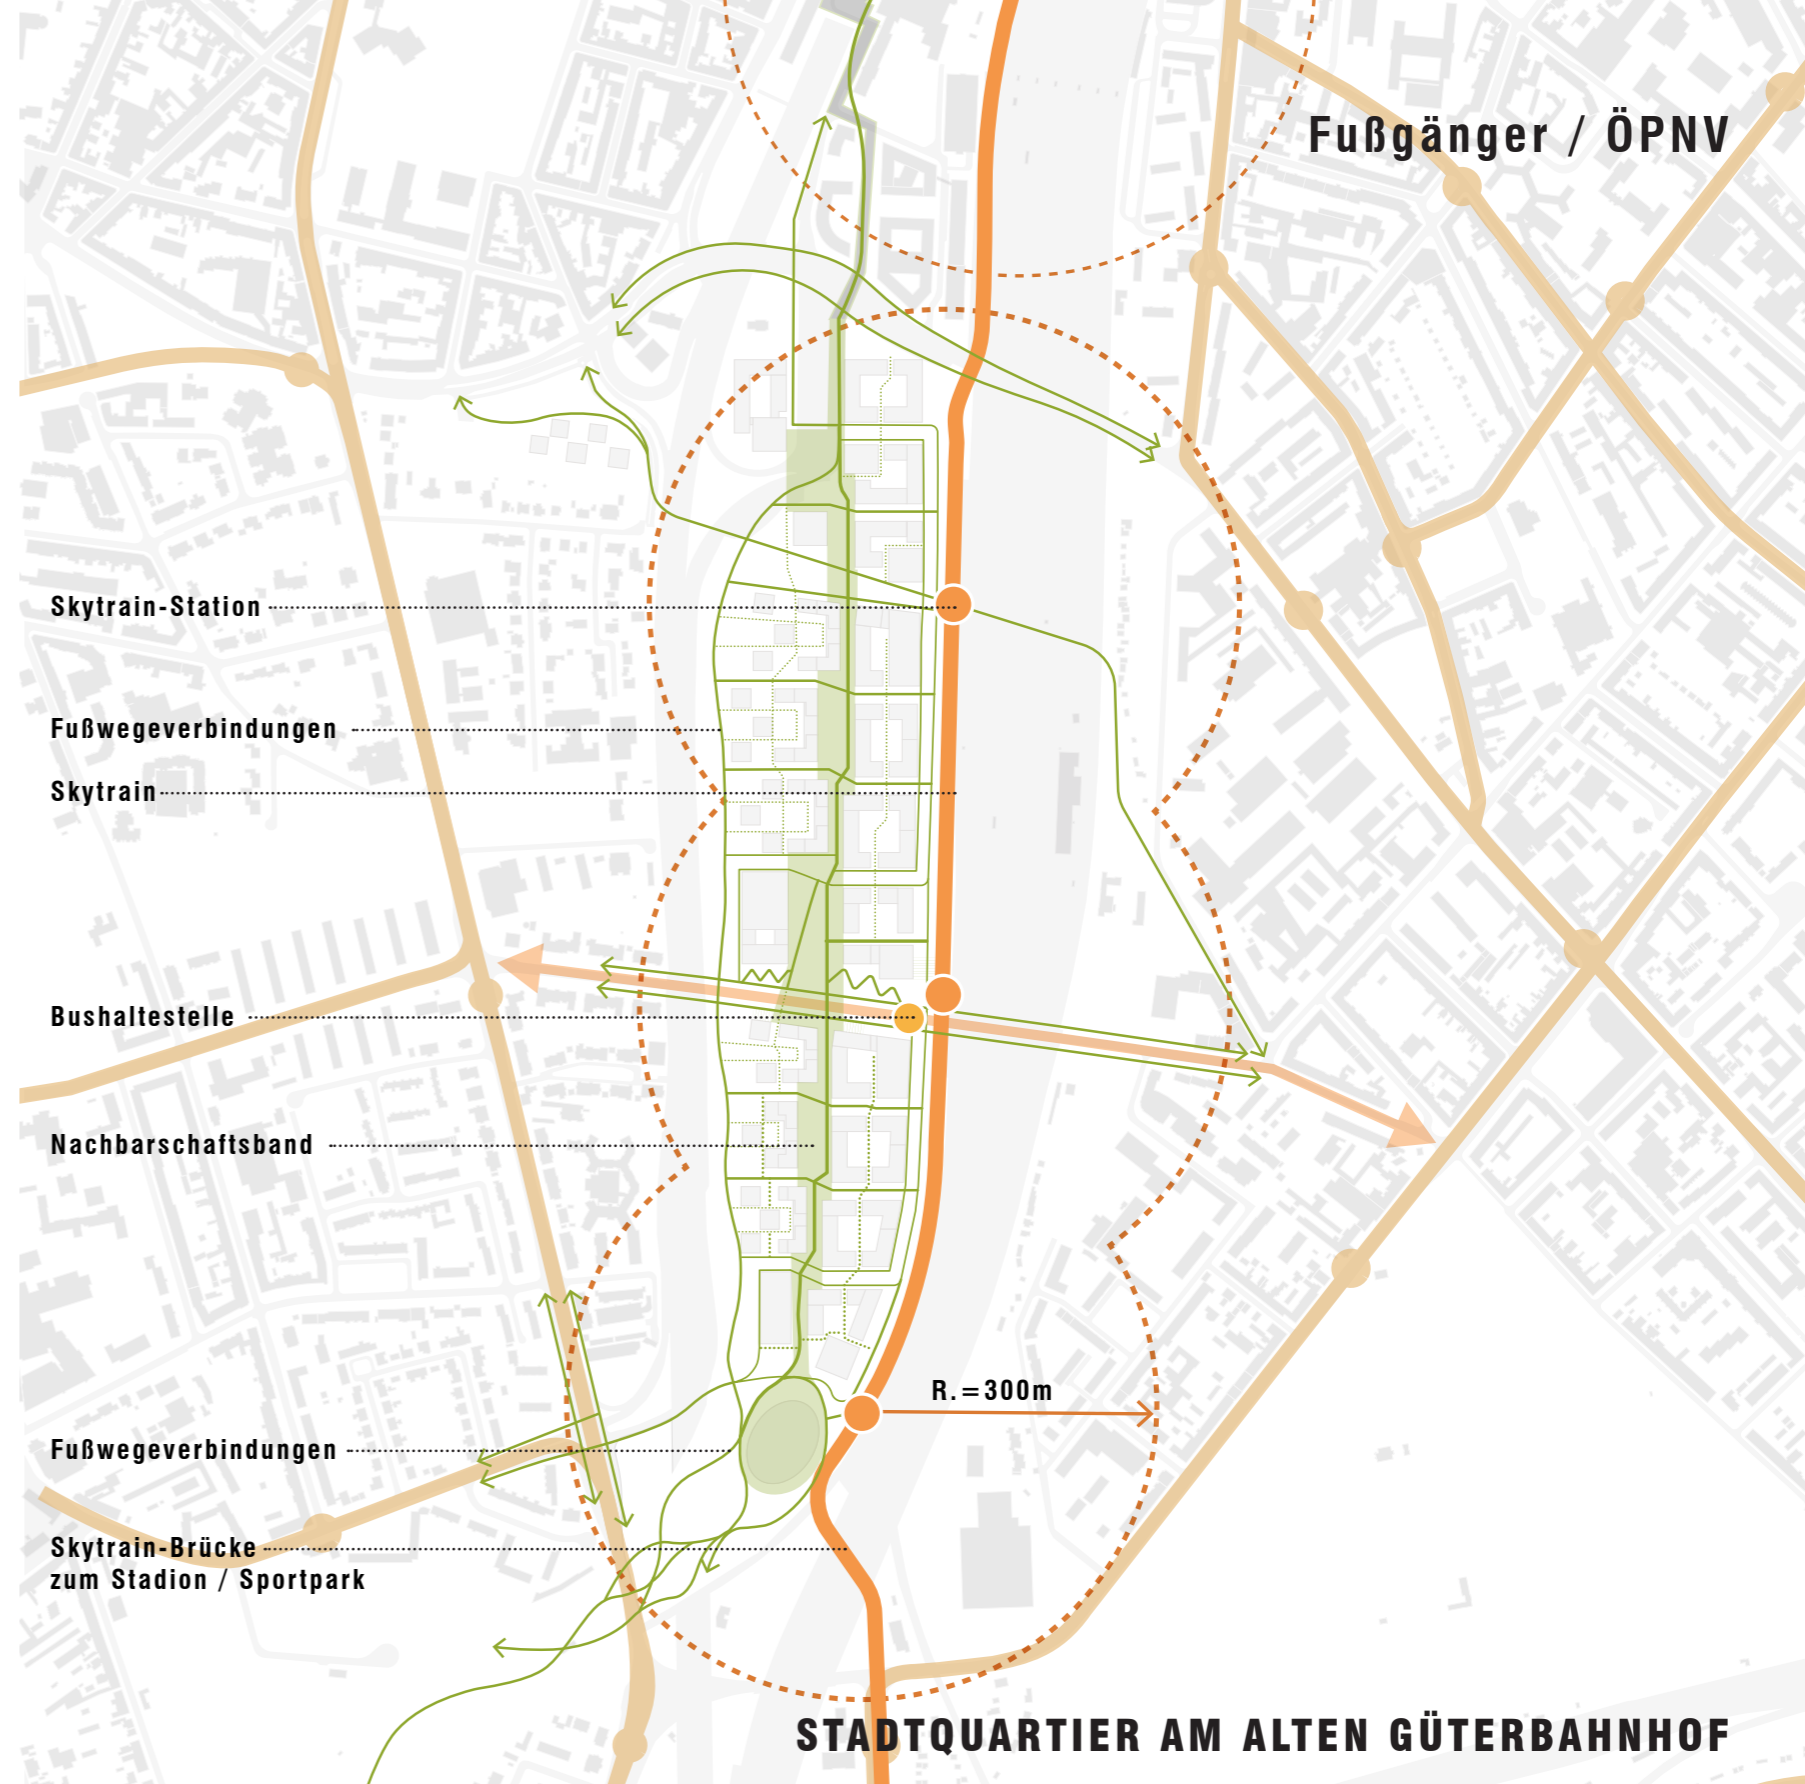 Fußgänger / ÖPNV
Skytrain-Station
Fußwegeverbindungen
Skytrain
Bushaltestelle
Nachbarschaftsband
R.=300m
Fußwegeverbindungen
Skytrain-Brücke
zum Stadion / Sportpark
STADTQUARTIER AM ALTEN GÜTERBAHNHOF